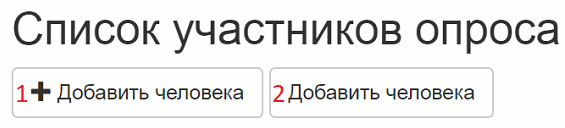 Список участников опроса
1 + Добавить человека 2 Добавить человека